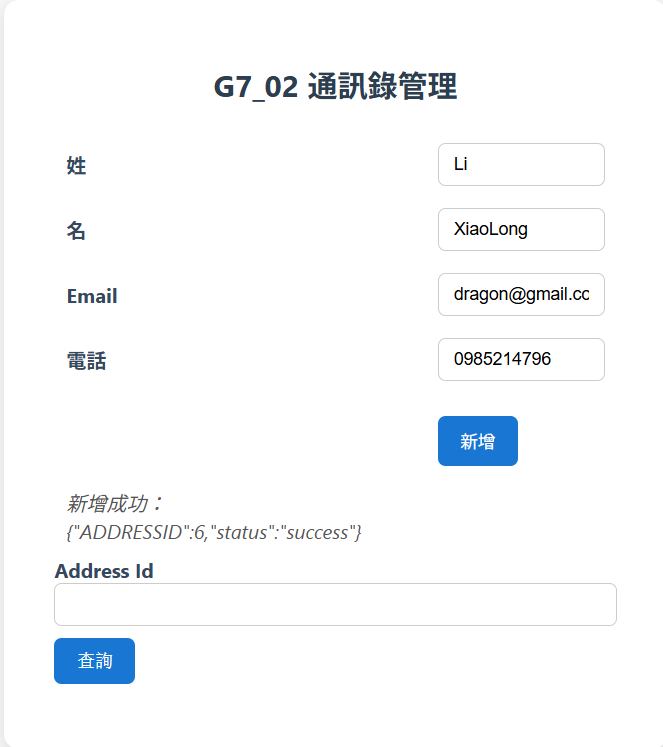 G7_02 通訊錄管理
姓 Li
名 XiaoLong
Email dragon@gmail.co
電話 0985214796
新增
新增成功：
{"ADDRESSID":6,"status":"success"}
Address Id
查詢